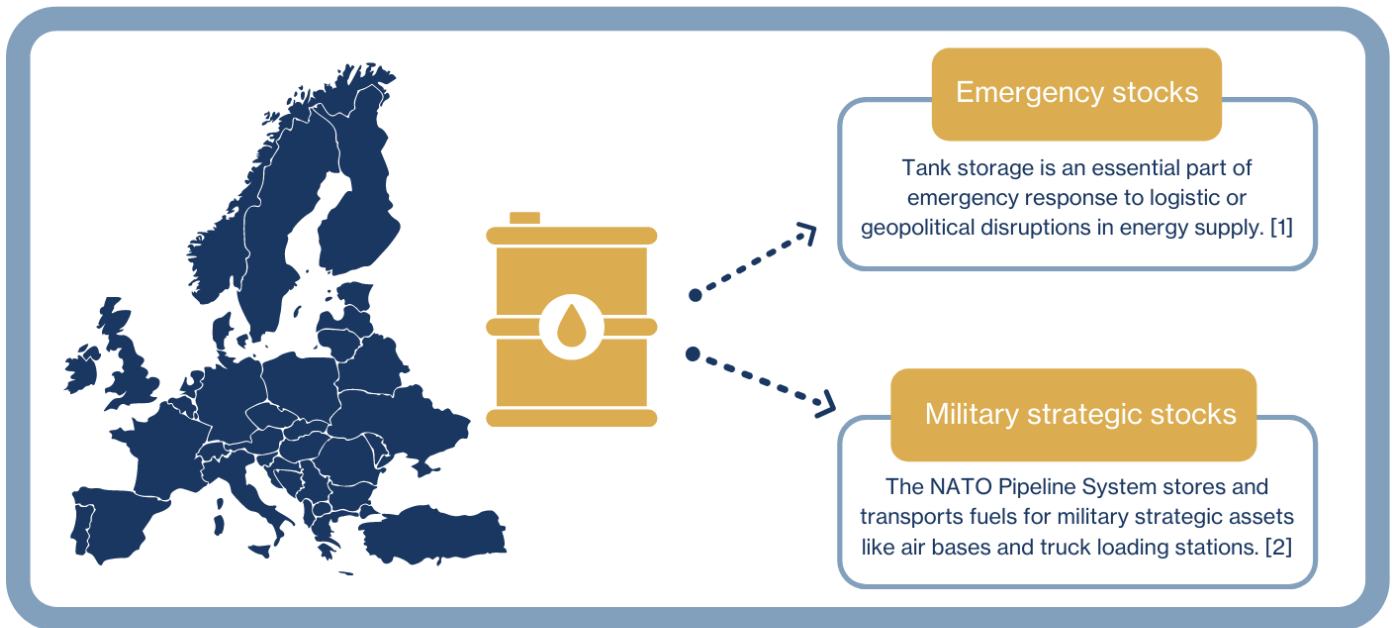 Emergency stocks
Tank storage is an essential part of
emergency response to logistic or
geopolitical disruptions in energy supply. [1]
Military strategic stocks
The NATO Pipeline System stores and
transports fuels for military strategic assets
like air bases and truck loading stations. [2]